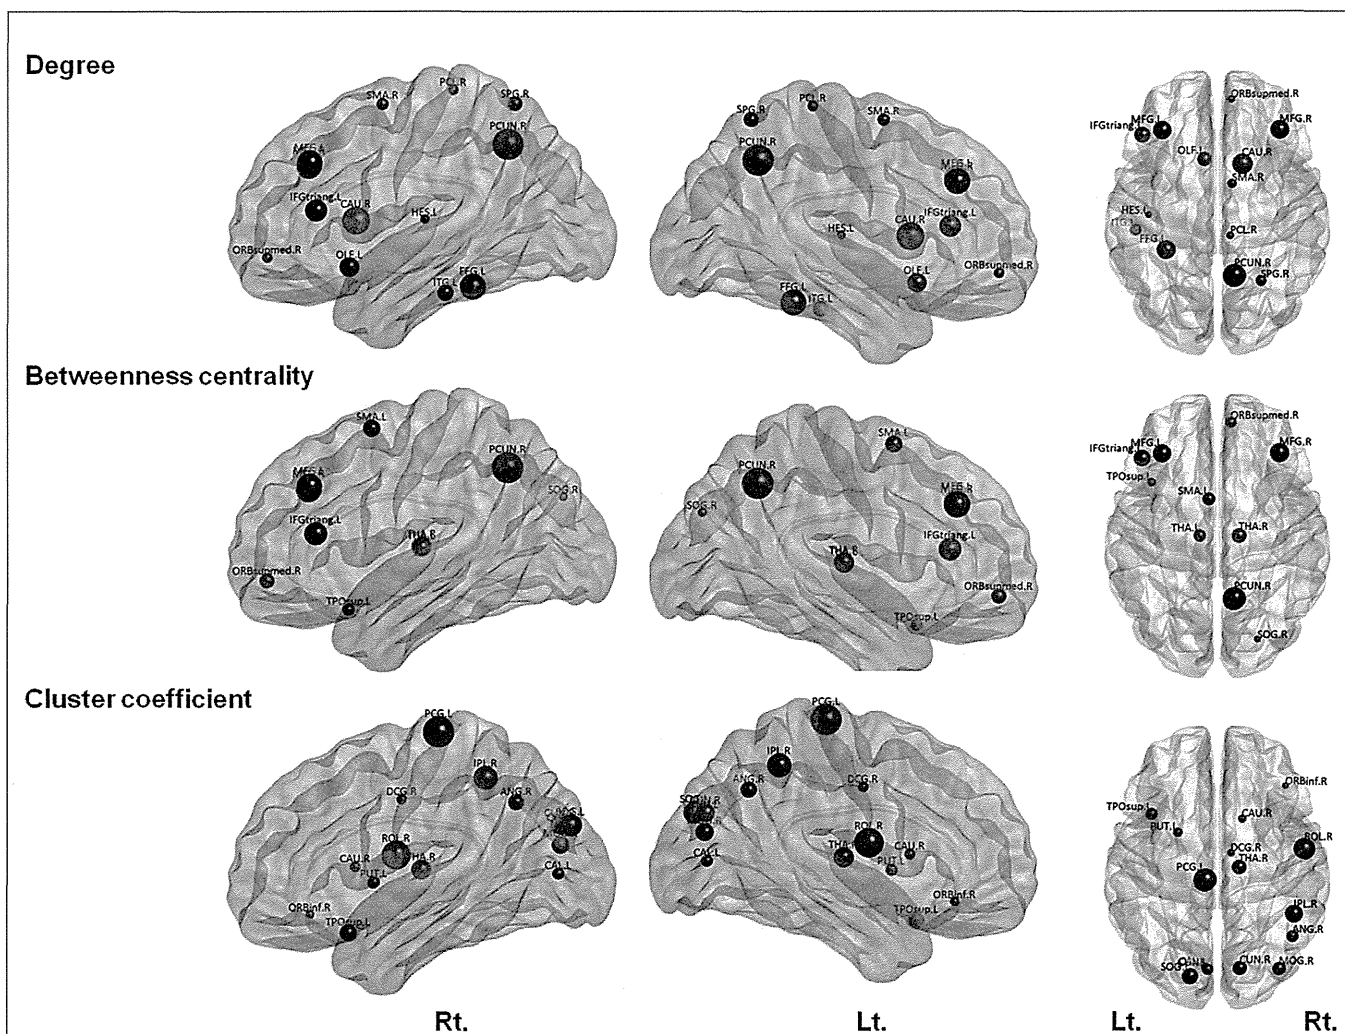 Degree
PCL.R
SMA.R
SPG.R
PCUN.R
MFG.L
IFGtriang.L
CAU.R
HES.L
ORBsupmed.R
OLF.L
FFG.L
ITG.L
SPG.R
PCL.R
SMA.R
PCUN.R
MFG.L
IFGtriang.L
CAU.R
HES.L
ORBsupmed.R
OLF.L
FFG.L
ITG.L
ORBsupmed.R
IFGtriang.L
MFG.L
MFG.R
OLF.L
CAU.R
SMA.R
HES.L
ITG.L
PCL.R
FFG.L
PCUN.R
SPG.R
Betweenness centrality
SMA.L
PCUN.R
MFG.L
SOG.R
IFGtriang.L
THA.R
ORBsupmed.R
TPOsup.L
SMA.L
PCUN.R
MFG.L
SOG.R
IFGtriang.L
THA.R
ORBsupmed.R
TPOsup.L
ORBsupmed.R
IFGtriang.L
MFG.L
MFG.R
TPOsup.L
SMA.L
THA.L
THA.R
PCUN.R
SOG.R
Cluster coefficient
PCG.L
IPL.R
DCG.R
ANG.R
ROL.R
CAU.R
THA.R
PUT.L
CAL.L
ORBinf.R
TPOsup.L
PCG.L
IPL.R
ANG.R
DCG.R
ROL.R
THA.R
CAU.R
CAL.L
PUT.L
ORBinf.R
TPOsup.L
ORBinf.R
TPOsup.L
CAU.R
PUT.L
ROL.R
DCG.R
PCG.L
THA.R
IPL.R
ANG.R
SOG.L
CUN.R
MOG.R
Rt.
Lt.
Lt.
Rt.